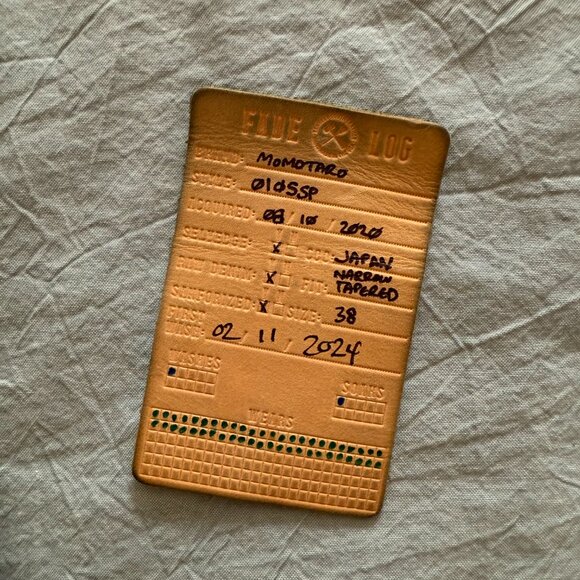 FADE LOG
BRAND: MOMOTARO
STYLE: 0105SP
ACQUIRED: 08 / 10 / 2020
SELVEDGE: X COO: JAPAN
RAW DENIM: X FIT: NARROW TAPERED
SANFORIZED: X SIZE: 38
FIRST WASH: 02 / 11 / 2024
WASHES SOAKS
WEARS